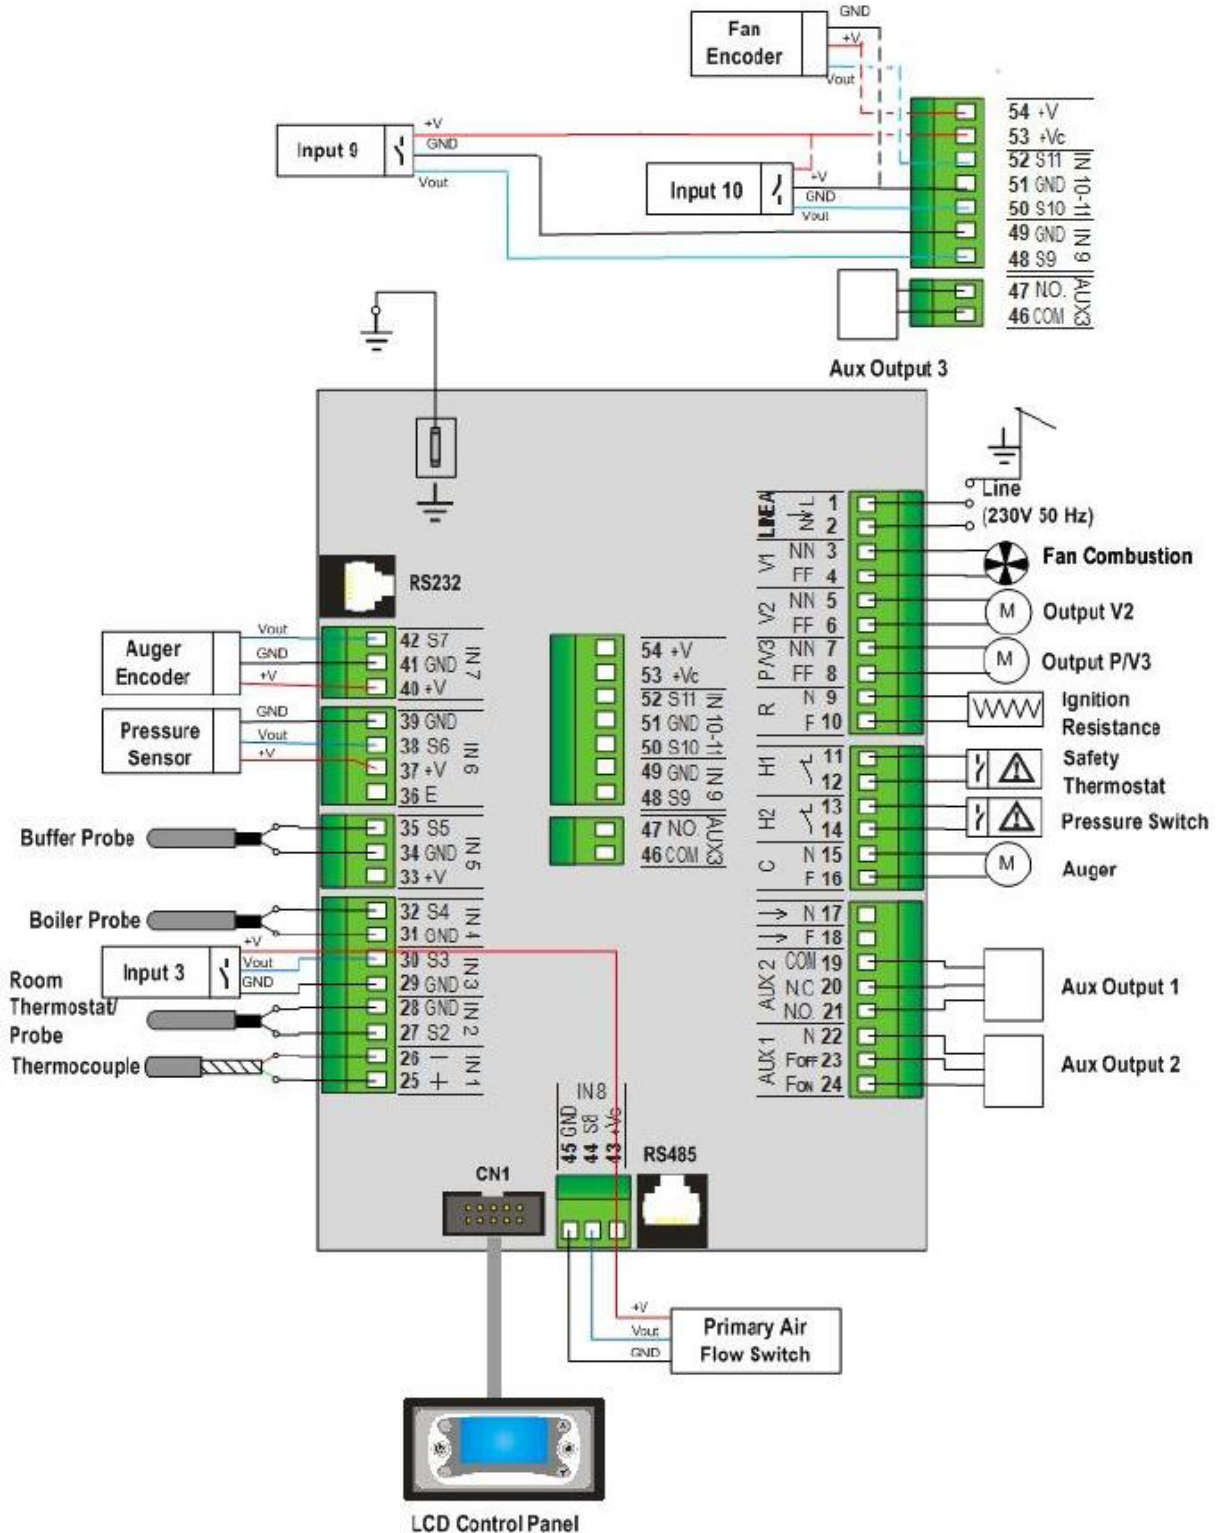 Fan
Encoder
GND
+V
Vout
Input 9
+V
GND
Vout
Input 10
+V
GND
Vout
54 +V
53 +Vc
52 S11
51 GND
50 S10
IN 10-11
49 GND
48 S9
IN 9
47 N.O.
46 COM
AUX3
Aux Output 3
LINEA
L 1
N 2
Line
(230V 50 Hz)
V1
NN 3
FF 4
Fan Combustion
V2
NN 5
FF 6
M
Output V2
P/V3
NN 7
FF 8
M
Output P/V3
R
N 9
F 10
Ignition
Resistance
H1
11
12
Safety
Thermostat
H2
13
14
Pressure Switch
C
N 15
F 16
M
Auger
N 17
F 18
AUX 2
COM 19
N.C 20
N.O. 21
Aux Output 1
AUX 1
N 22
FOFF 23
FON 24
Aux Output 2
RS232
Auger
Encoder
Vout
GND
+V
42 S7
41 GND
40 +V
IN 7
Pressure
Sensor
GND
Vout
+V
39 GND
38 S6
37 +V
36 E
IN 6
Buffer Probe
35 S5
34 GND
33 +V
IN 5
Boiler Probe
32 S4
31 GND
IN 4
Input 3
+V
Vout
GND
30 S3
29 GND
IN 3
Room
Thermostat/
Probe
28 GND
27 S2
IN 2
Thermocouple
26 –
25 +
IN 1
54 +V
53 +Vc
52 S11
51 GND
50 S10
IN 10-11
49 GND
48 S9
IN 9
47 N.O.
46 COM
AUX3
IN8
45 GND
44 S8
43 +Vc
RS485
CN1
+V
Vout
GND
Primary Air
Flow Switch
LCD Control Panel